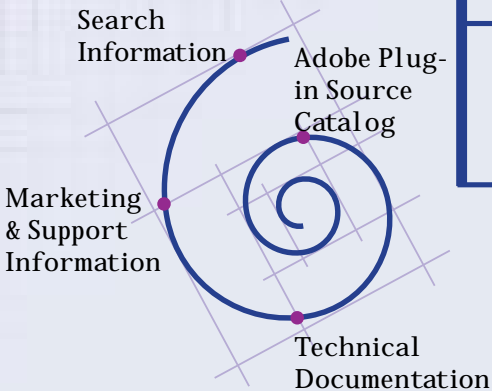 Search
Information
Adobe Plug-
in Source
Catalog
Marketing
& Support
Information
Technical
Documentation